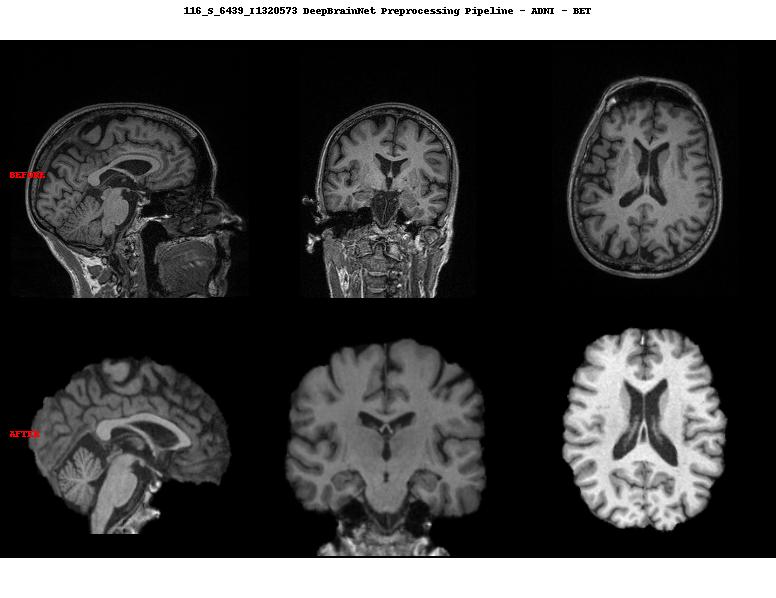 116_S_6439_I1320573 DeepBrainNet Preprocessing Pipeline - ADNI - BET
BEFORE
AFTER